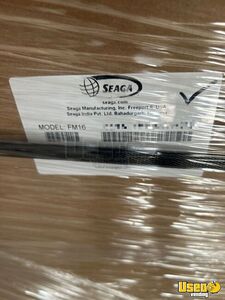 SEAGA
seaga.com
Seaga Manufacturing, Inc. Freeport IL USA
Seaga India Pvt. Ltd. Bahadurgarh,
MODEL: FM16
Used
vending